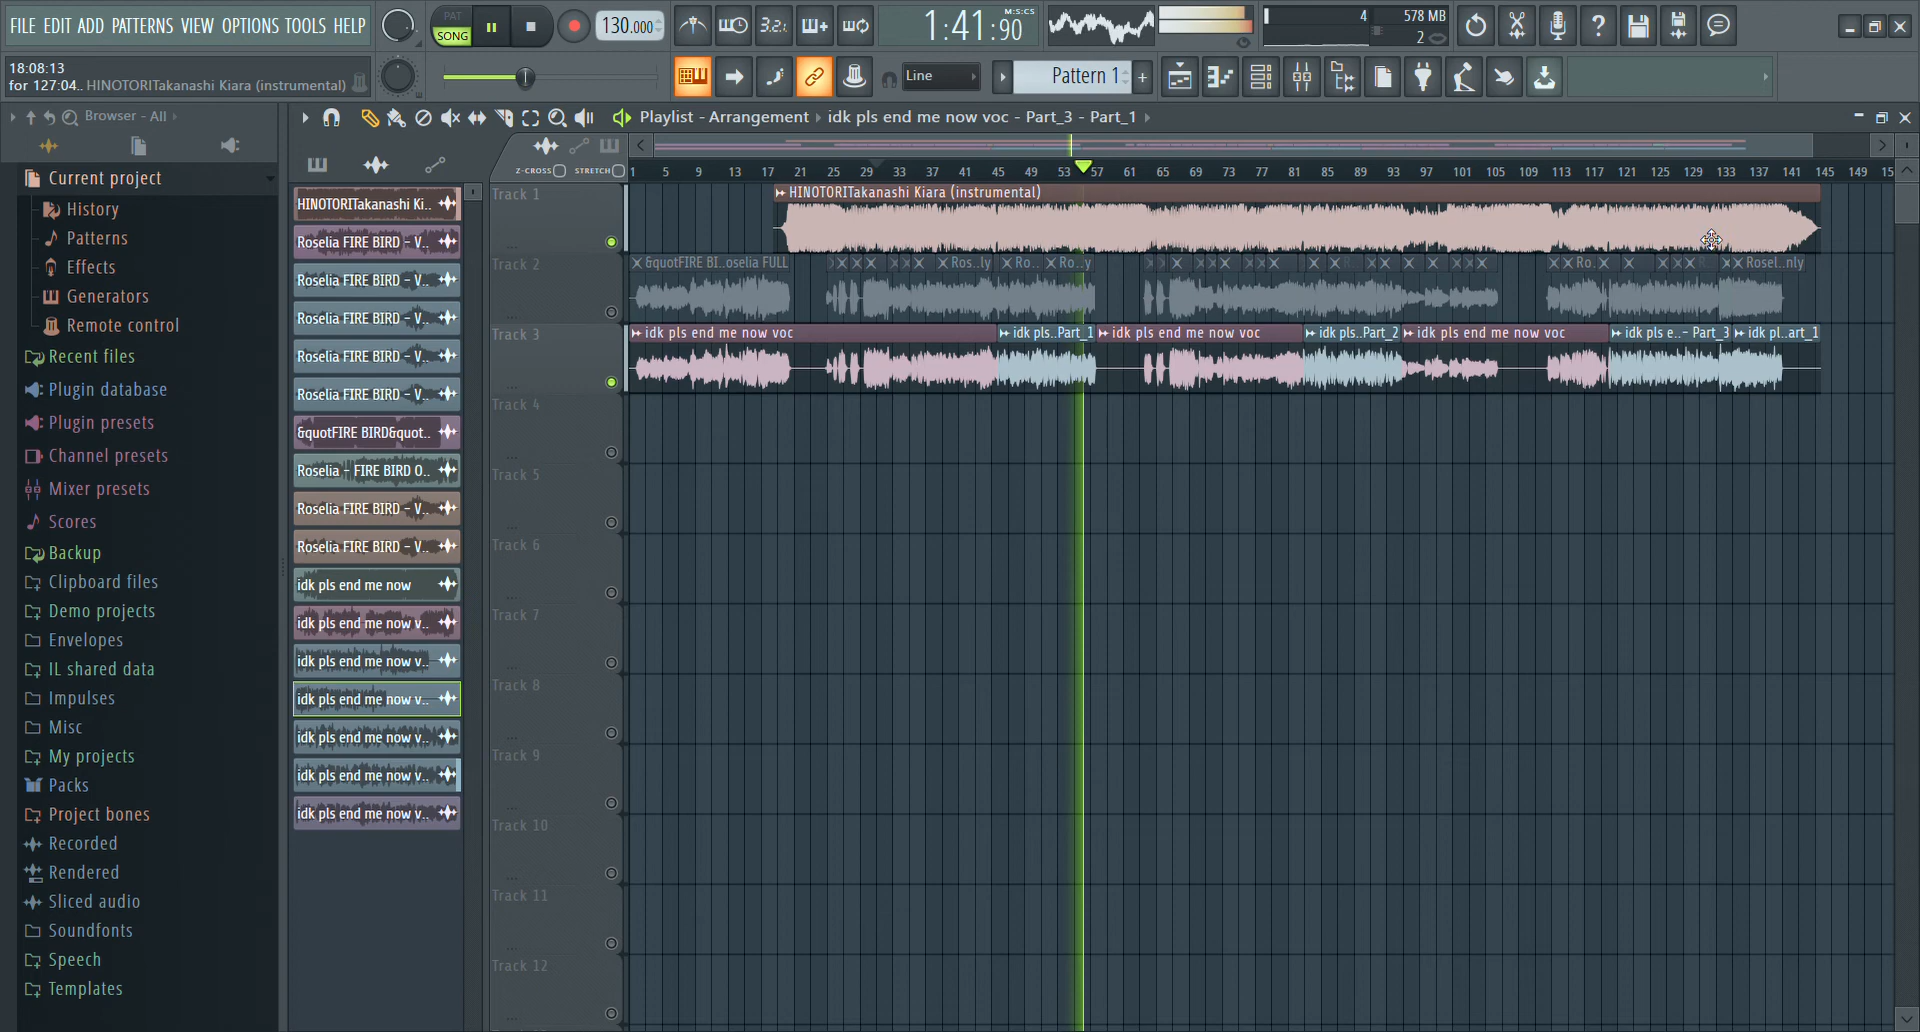 FILE EDIT ADD PATTERNS VIEW OPTIONS TOOLS HELP
PAT
SONG
130.000
3.2.
1:41:90
M:S:CS
4
578 MB
2
18:08:13
for 127:04.. HINOTORITakanashi Kiara (instrumental)
Line
Pattern 1
+
Browser - All
Playlist - Arrangement › idk pls end me now voc - Part_3 - Part_1 ›
Current project
History
Patterns
Effects
Generators
Remote control
Recent files
Plugin database
Plugin presets
Channel presets
Mixer presets
Scores
Backup
Clipboard files
Demo projects
Envelopes
IL shared data
Impulses
Misc
My projects
Packs
Project bones
Recorded
Rendered
Sliced audio
Soundfonts
Speech
Templates
HINOTORITakanashi Ki..
Roselia FIRE BIRD - V..
Roselia FIRE BIRD - V..
Roselia FIRE BIRD - V..
Roselia FIRE BIRD - V..
Roselia FIRE BIRD - V..
&quotFIRE BIRD&quot..
Roselia - FIRE BIRD O..
Roselia FIRE BIRD - V..
Roselia FIRE BIRD - V..
idk pls end me now
idk pls end me now v..
idk pls end me now v..
idk pls end me now v..
idk pls end me now v..
idk pls end me now v..
idk pls end me now v..
Z-CROSS STRETCH
1 5 9 13 17 21 25 29 33 37 41 45 49 53 57 61 65 69 73 77 81 85 89 93 97 101 105 109 113 117 121 125 129 133 137 141 145 149 15
Track 1
HINOTORITakanashi Kiara (instrumental)
Track 2
&quotFIRE BI..oselia FULL
Ros..ly
Ro..
Ro..y
Ro.
Rosel..nly
Track 3
idk pls end me now voc
idk pls..Part_1
idk pls end me now voc
idk pls..Part_2
idk pls end me now voc
idk pls e..- Part_3
idk pl..art_1
Track 4
Track 5
Track 6
Track 7
Track 8
Track 9
Track 10
Track 11
Track 12